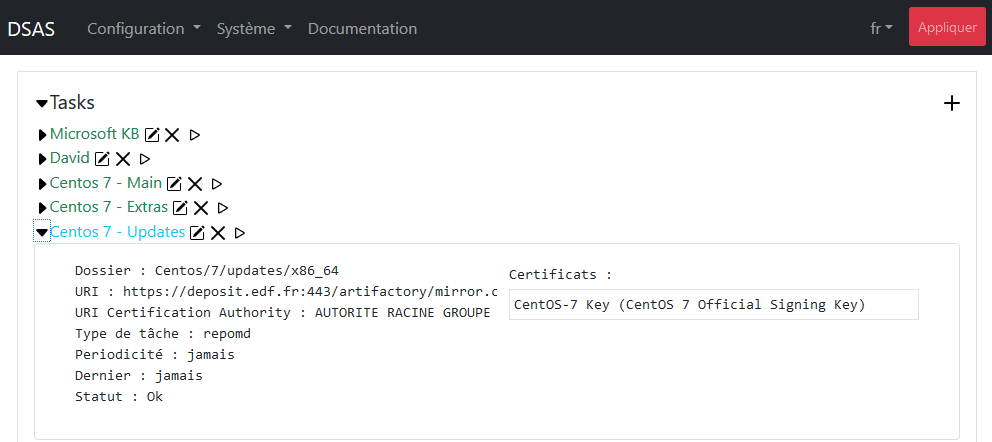 DSAS Configuration Système Documentation fr Appliquer
Tasks
Microsoft KB
David
Centos 7 - Main
Centos 7 - Extras
Centos 7 - Updates
Dossier : Centos/7/updates/x86_64
URI : https://deposit.edf.fr:443/artifactory/mirror.c
URI Certification Authority : AUTORITE RACINE GROUPE
Type de tâche : repomd
Periodicité : jamais
Dernier : jamais
Statut : Ok
Certificats :
CentOS-7 Key (CentOS 7 Official Signing Key)